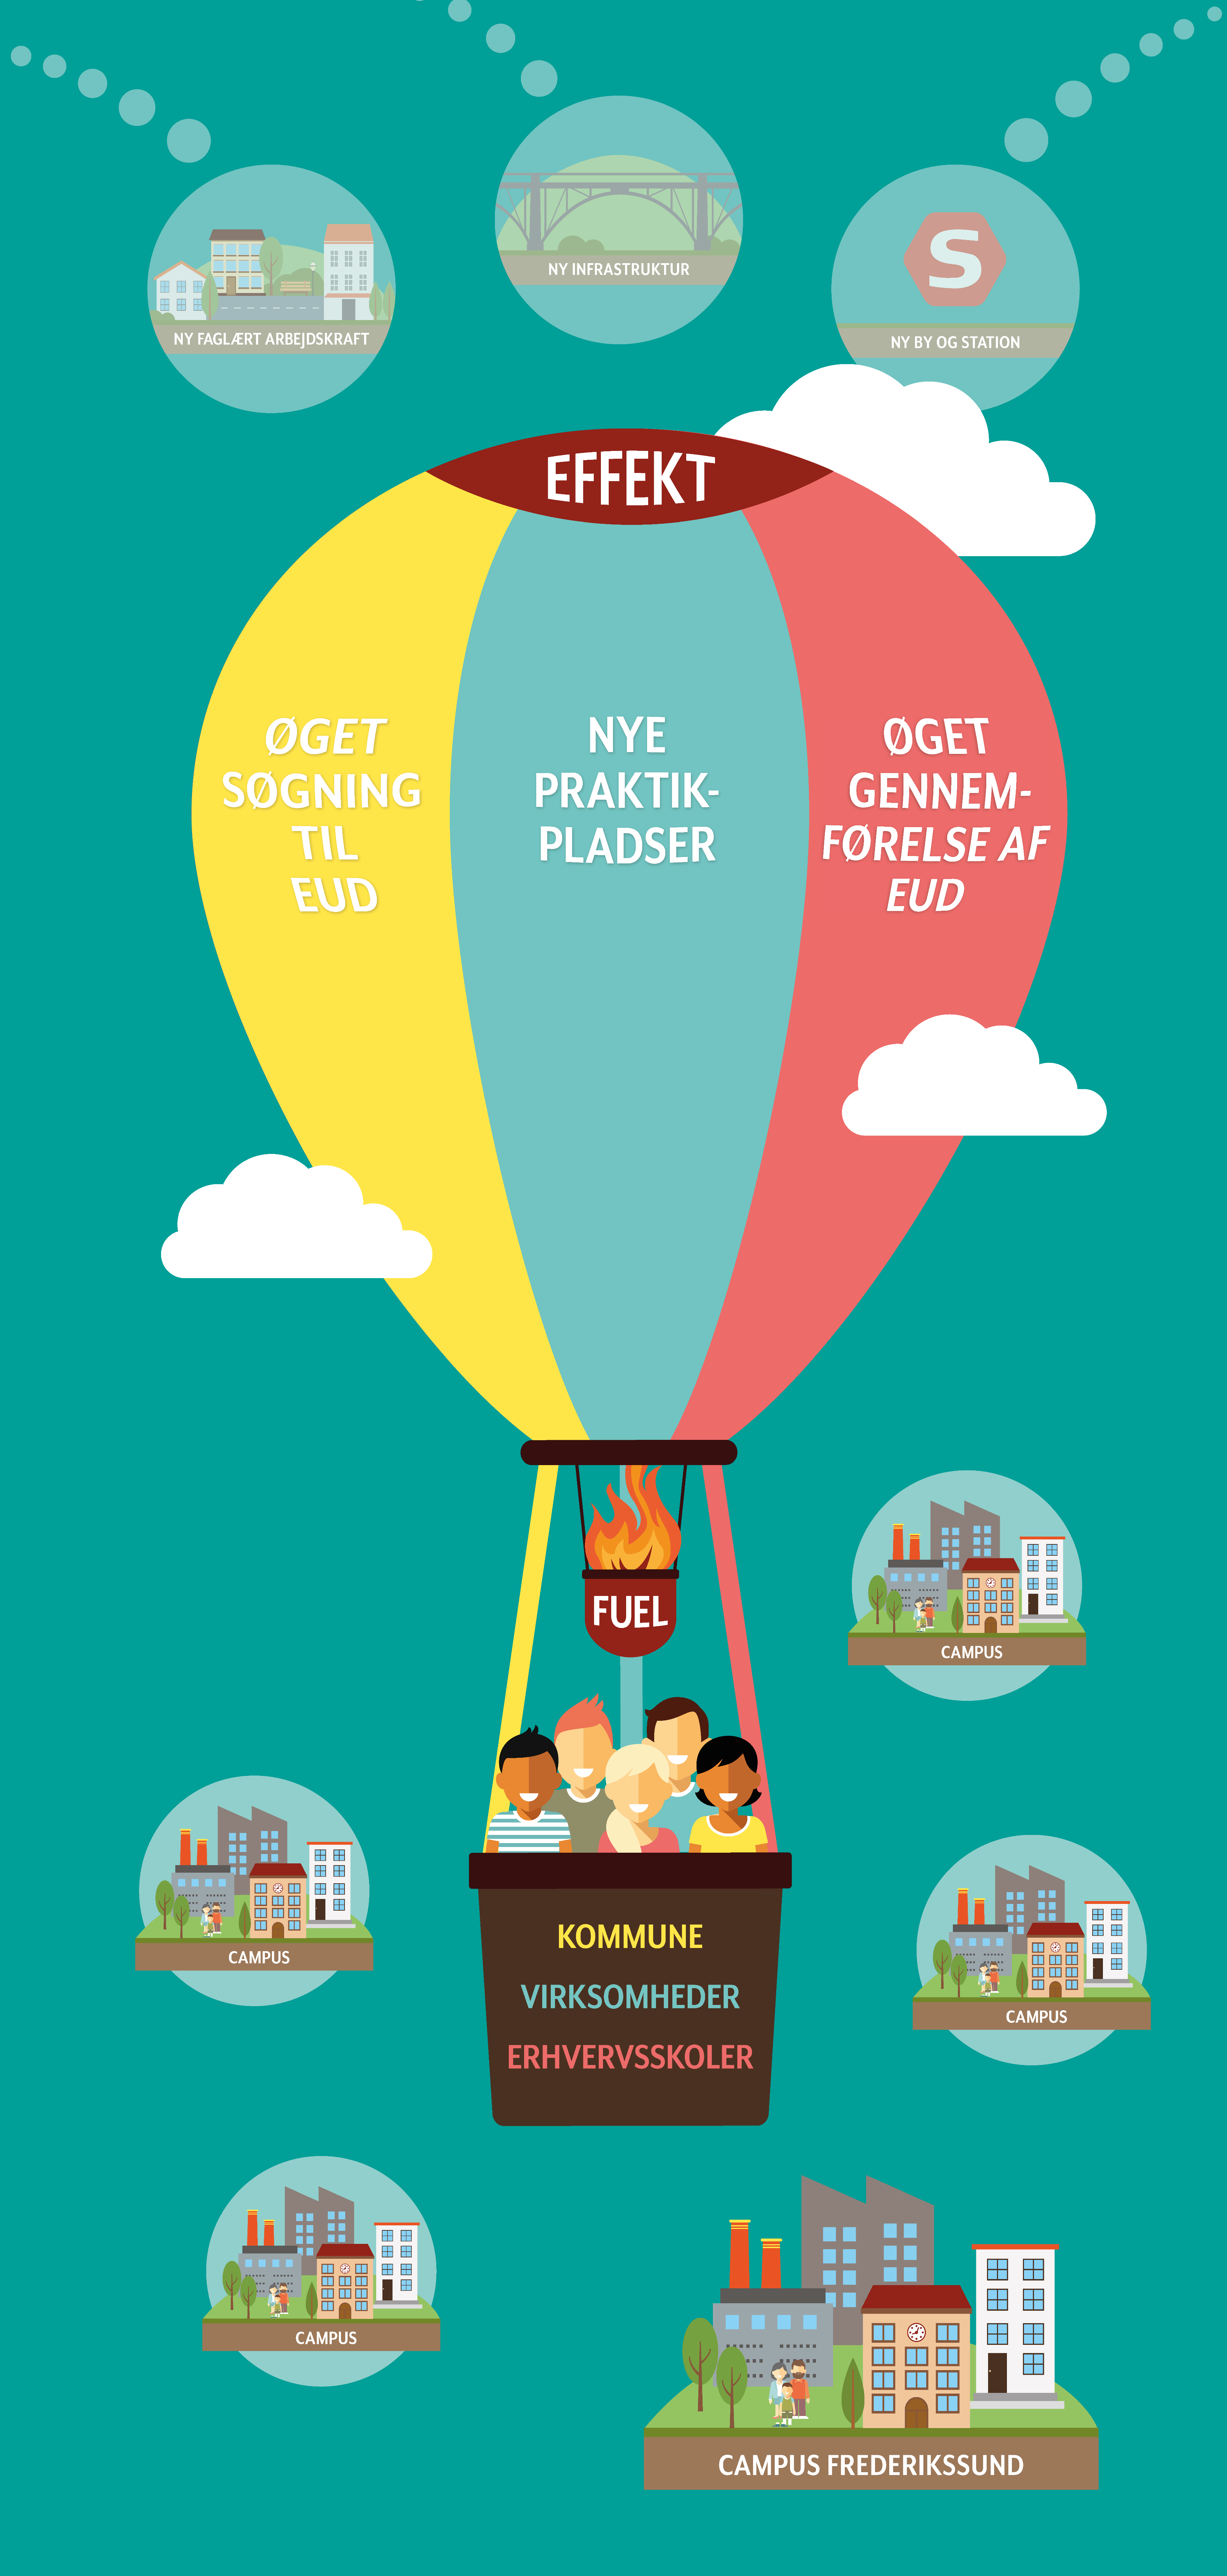 NY INFRASTRUKTUR
NY FAGLÆRT ARBEJDSKRAFT
S
NY BY OG STATION
EFFEKT
ØGET
SØGNING
TIL
EUD
NYE
PRAKTIK-
PLADSER
ØGET
GENNEM-
FØRELSE AF
EUD
FUEL
CAMPUS
KOMMUNE
VIRKSOMHEDER
ERHVERVSSKOLER
CAMPUS
CAMPUS
CAMPUS
CAMPUS FREDERIKSSUND